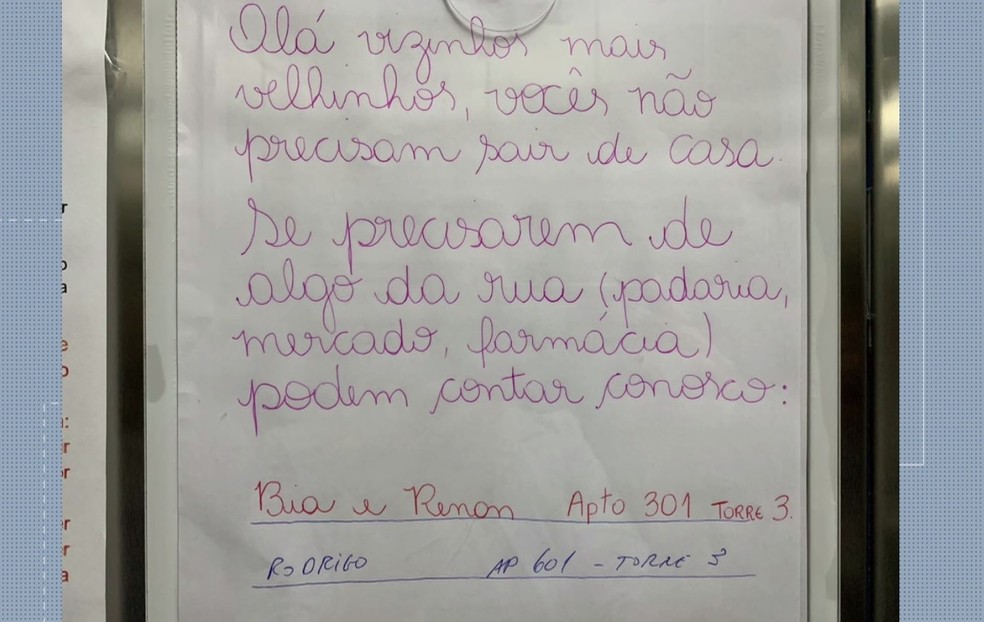 Olá vizinhos mais
velhinhos, vocês não
precisam sair de casa.
Se precisarem de
algo da rua (padaria,
mercado, farmácia)
podem contar conosco:
Bia e Renan Apto 301 TORRE 3.
RODRIGO AP 601 - TORRE 3